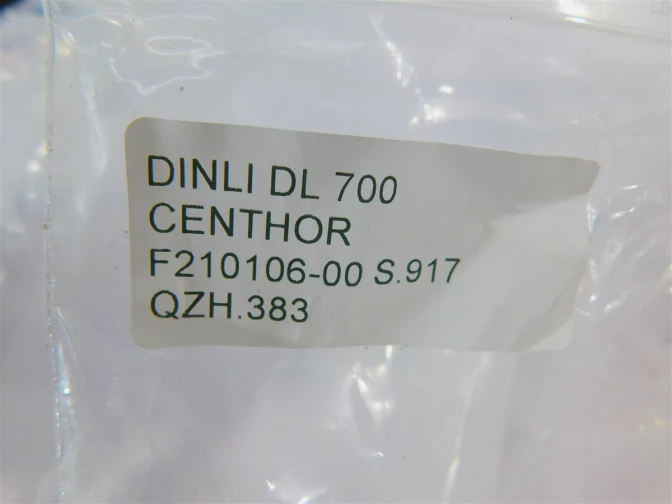 DINLI DL 700
CENTHOR
F210106-00 S.917
QZH.383